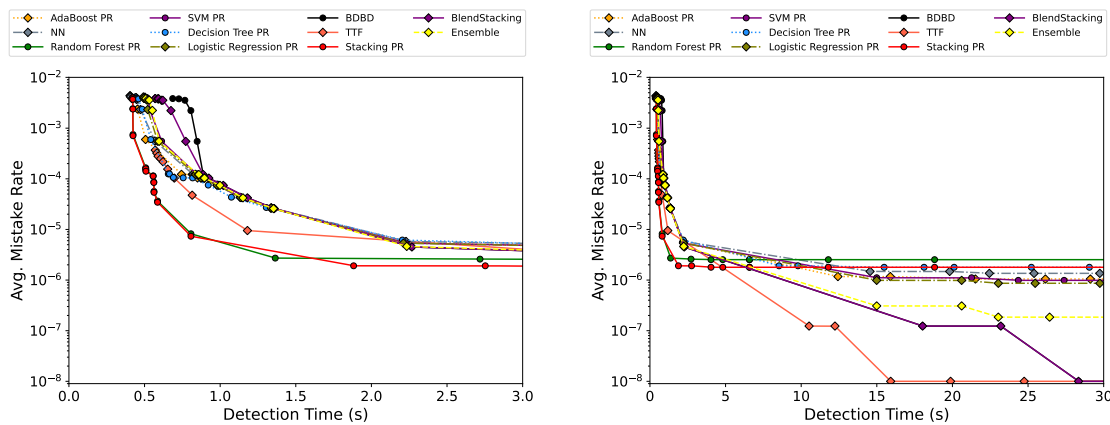 AdaBoost PR SVM PR BDBD BlendStacking
NN Decision Tree PR TTF Ensemble
Random Forest PR Logistic Regression PR Stacking PR
10⁻²
10⁻³
10⁻⁴
10⁻⁵
10⁻⁶
10⁻⁷
10⁻⁸
Avg. Mistake Rate
0.0 0.5 1.0 1.5 2.0 2.5 3.0
Detection Time (s)
AdaBoost PR SVM PR BDBD BlendStacking
NN Decision Tree PR TTF Ensemble
Random Forest PR Logistic Regression PR Stacking PR
10⁻²
10⁻³
10⁻⁴
10⁻⁵
10⁻⁶
10⁻⁷
10⁻⁸
Avg. Mistake Rate
0 5 10 15 20 25 30
Detection Time (s)